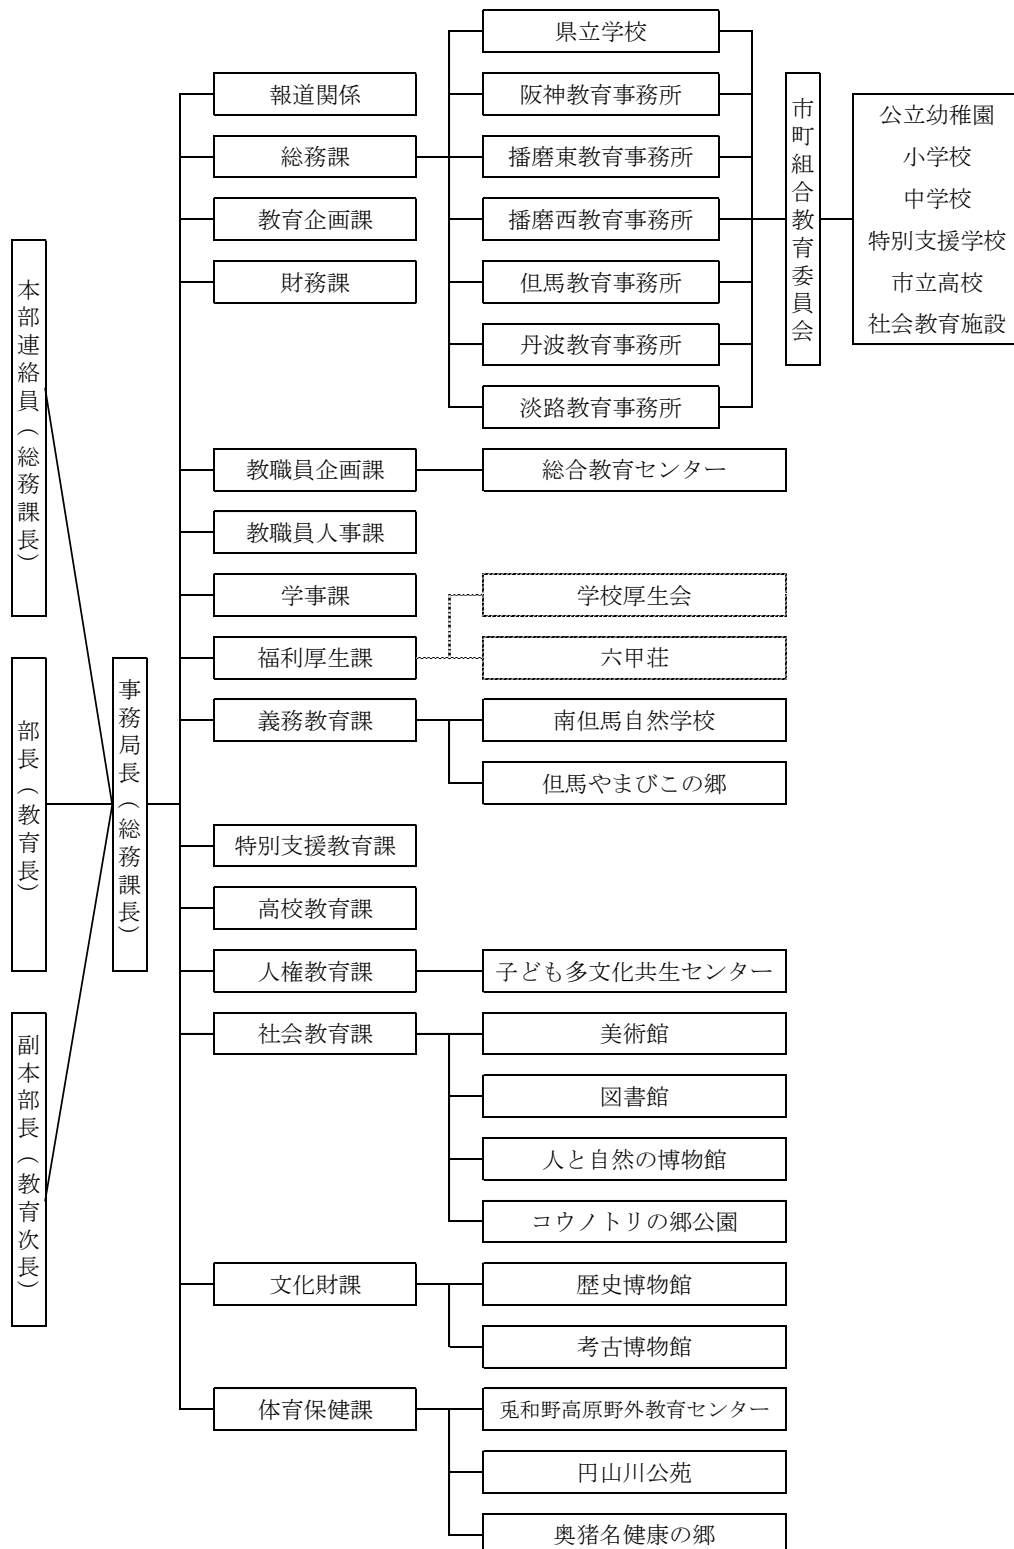 本部連絡員（総務課長）
部長（教育長）
副本部長（教育次長）
事務局長（総務課長）
報道関係
総務課
教育企画課
財務課
教職員企画課
教職員人事課
学事課
福利厚生課
義務教育課
特別支援教育課
高校教育課
人権教育課
社会教育課
文化財課
体育保健課
県立学校
阪神教育事務所
播磨東教育事務所
播磨西教育事務所
但馬教育事務所
丹波教育事務所
淡路教育事務所
総合教育センター
学校厚生会
六甲荘
南但馬自然学校
但馬やまびこの郷
子ども多文化共生センター
美術館
図書館
人と自然の博物館
コウノトリの郷公園
歴史博物館
考古博物館
兎和野高原野外教育センター
円山川公苑
奥猪名健康の郷
市町組合教育委員会
公立幼稚園
小学校
中学校
特別支援学校
市立高校
社会教育施設